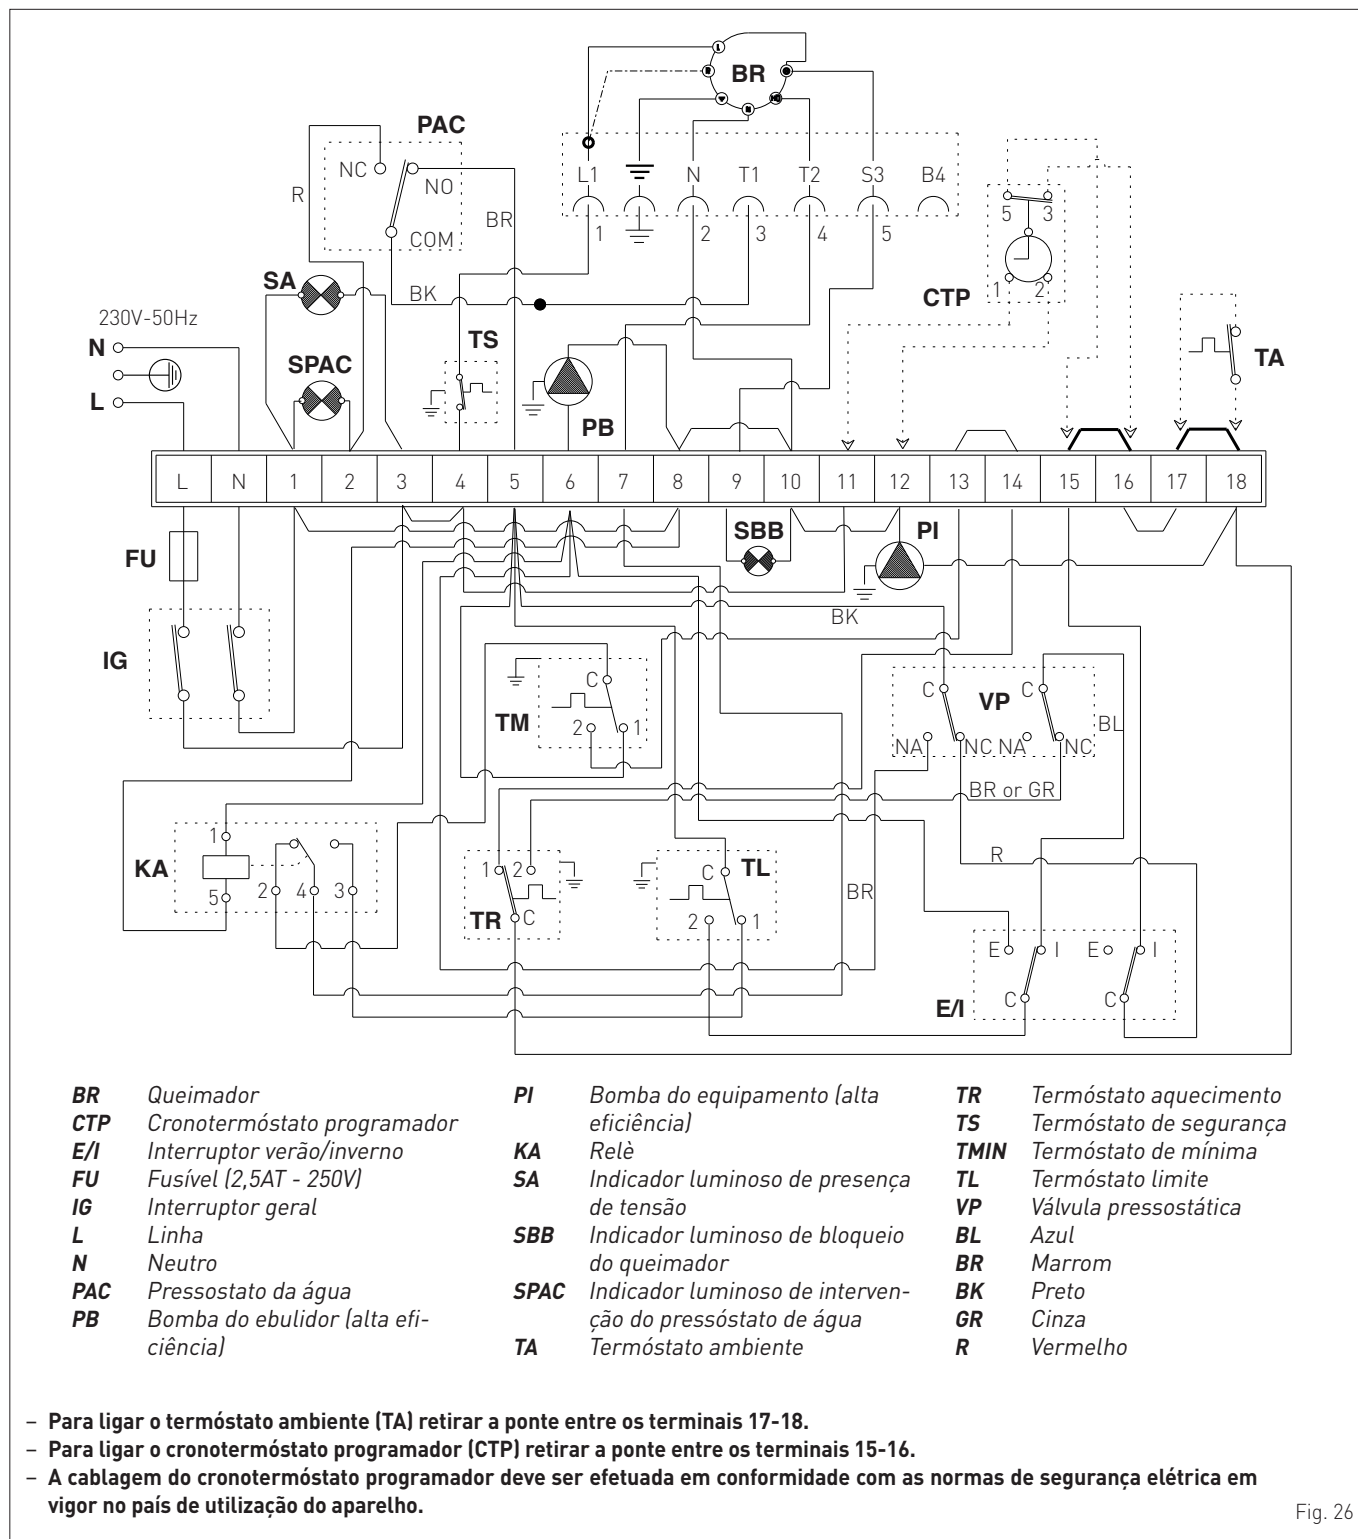 BR
PAC
NC
NO
COM
R
BR
BK
L1 N T1 T2 S3 B4
1 2 3 4 5
5 3
1 2
CTP
TA
SA
230V-50Hz
N
L
SPAC
TS
PB
L N 1 2 3 4 5 6 7 8 9 10 11 12 13 14 15 16 17 18
FU
SBB
PI
BK
IG
C
TM
2 1
C VP C
BL
NA NC NA NC
BR or GR
1
KA
5 2 4 3
1 2
TR C
C TL
2 1
BR
R
E I E I
C C
E/I
BR Queimador
CTP Cronotermóstato programador
E/I Interruptor verão/inverno
FU Fusível (2,5AT - 250V)
IG Interruptor geral
L Linha
N Neutro
PAC Pressostato da água
PB Bomba do ebulidor (alta efi-
ciência)
PI Bomba do equipamento (alta
eficiência)
KA Relè
SA Indicador luminoso de presença
de tensão
SBB Indicador luminoso de bloqueio
do queimador
SPAC Indicador luminoso de interven-
ção do pressóstato de água
TA Termóstato ambiente
TR Termóstato aquecimento
TS Termóstato de segurança
TMIN Termóstato de mínima
TL Termóstato limite
VP Válvula pressostática
BL Azul
BR Marrom
BK Preto
GR Cinza
R Vermelho
– Para ligar o termóstato ambiente (TA) retirar a ponte entre os terminais 17-18.
– Para ligar o cronotermóstato programador (CTP) retirar a ponte entre os terminais 15-16.
– A cablagem do cronotermóstato programador deve ser efetuada em conformidade com as normas de segurança elétrica em
vigor no país de utilização do aparelho.
Fig. 26